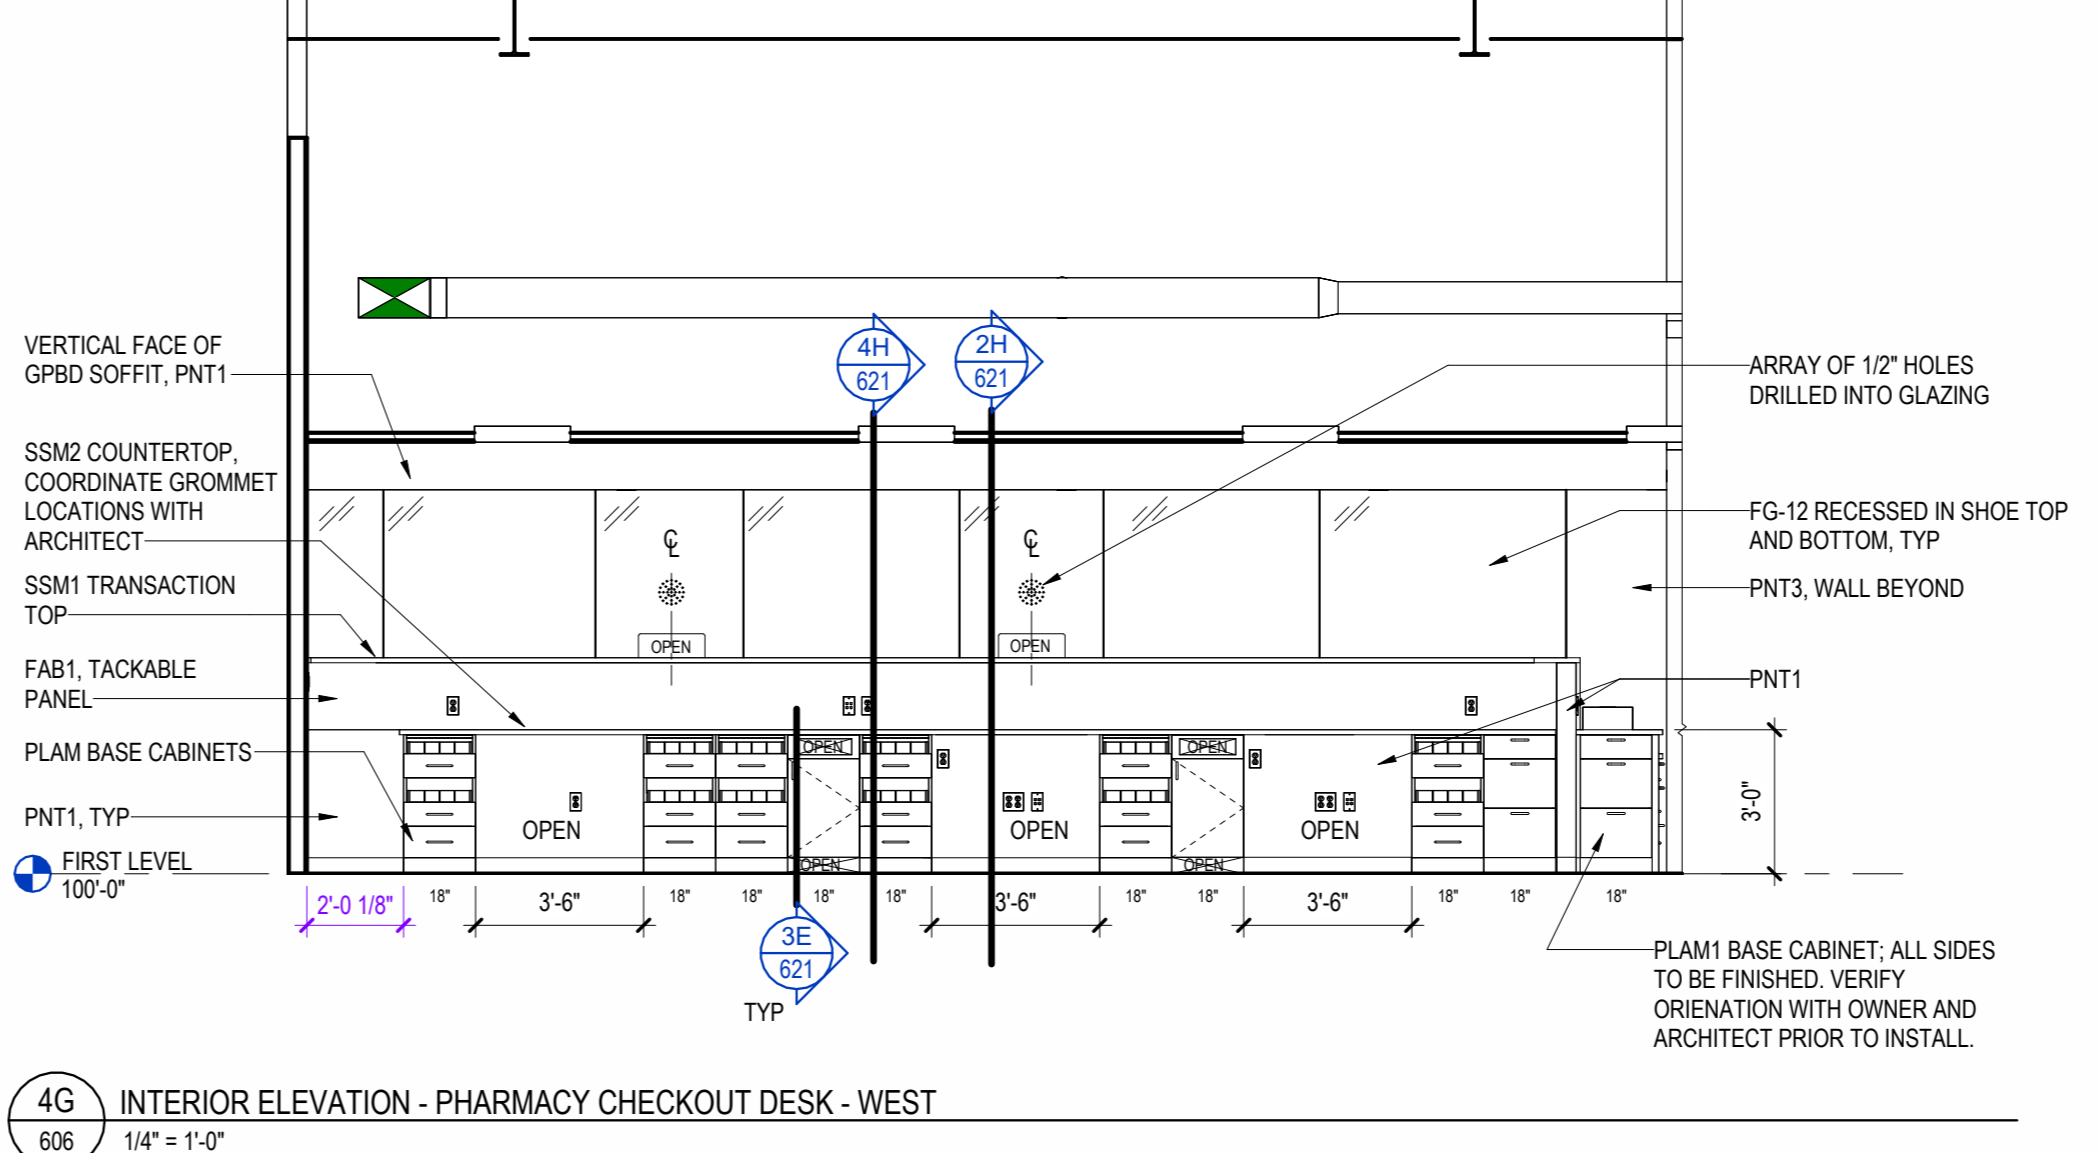 4H
621
2H
621
VERTICAL FACE OF
GPBD SOFFIT, PNT1
ARRAY OF 1/2" HOLES
DRILLED INTO GLAZING
SSM2 COUNTERTOP,
COORDINATE GROMMET
LOCATIONS WITH
ARCHITECT
FG-12 RECESSED IN SHOE TOP
AND BOTTOM, TYP
CL
CL
SSM1 TRANSACTION
TOP
PNT3, WALL BEYOND
OPEN
OPEN
FAB1, TACKABLE
PANEL
PNT1
PLAM BASE CABINETS
OPEN
OPEN
PNT1, TYP
OPEN
OPEN
OPEN
3'-0"
FIRST LEVEL
100'-0"
OPEN
OPEN
2'-0 1/8"
18"
3'-6"
18"
18"
18"
18"
3'-6"
18"
18"
3'-6"
18"
18"
18"
3E
621
TYP
PLAM1 BASE CABINET; ALL SIDES
TO BE FINISHED. VERIFY
ORIENATION WITH OWNER AND
ARCHITECT PRIOR TO INSTALL.
4G
606
INTERIOR ELEVATION - PHARMACY CHECKOUT DESK - WEST
1/4" = 1'-0"